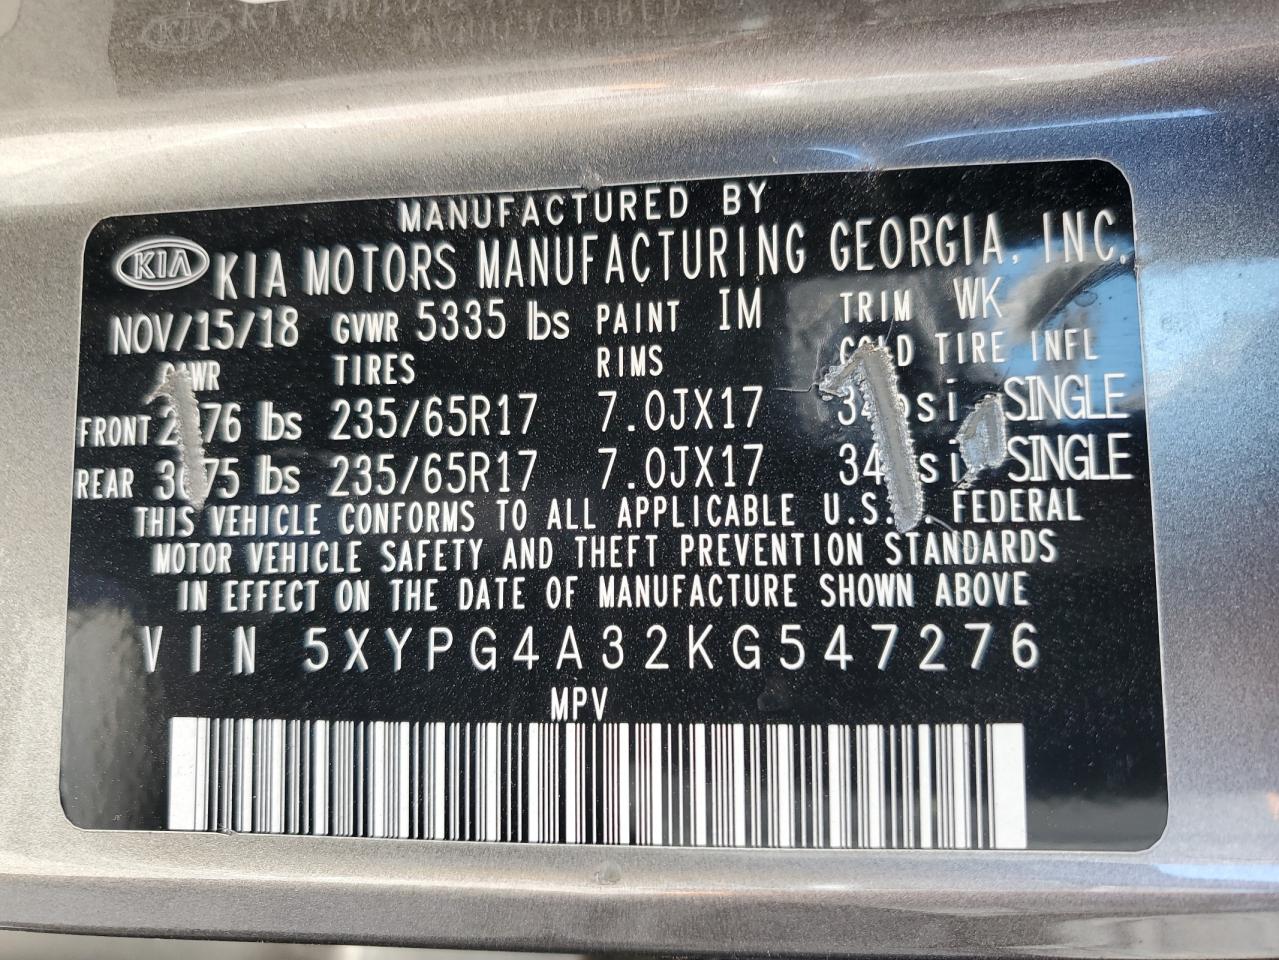 MANUFACTURED BY
KIA KIA MOTORS MANUFACTURING GEORGIA, INC.
NOV/15/18 GVWR 5335 lbs PAINT IM TRIM WK
TIRES RIMS TIRE INFL
FRONT lbs 235/65R17 7.0JX17 SINGLE
REAR lbs 235/65R17 7.0JX17 SINGLE
THIS VEHICLE CONFORMS TO ALL APPLICABLE FEDERAL
MOTOR VEHICLE SAFETY AND THEFT PREVENTION STANDARDS
IN EFFECT ON THE DATE OF MANUFACTURE SHOWN ABOVE
VIN 5XYPG4A32KG547276
MPV